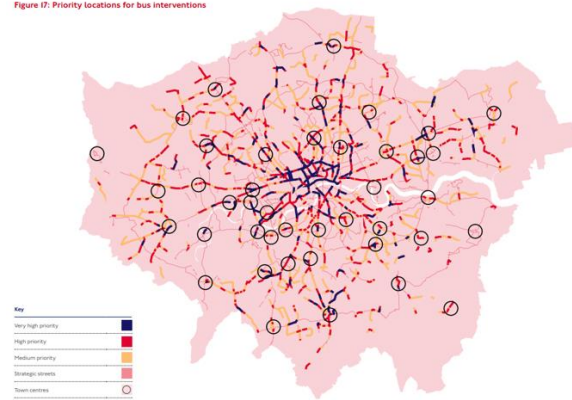 Figure 17: Priority locations for bus interventions
Key
Very high priority
High priority
Medium priority
Strategic streets
Town centres